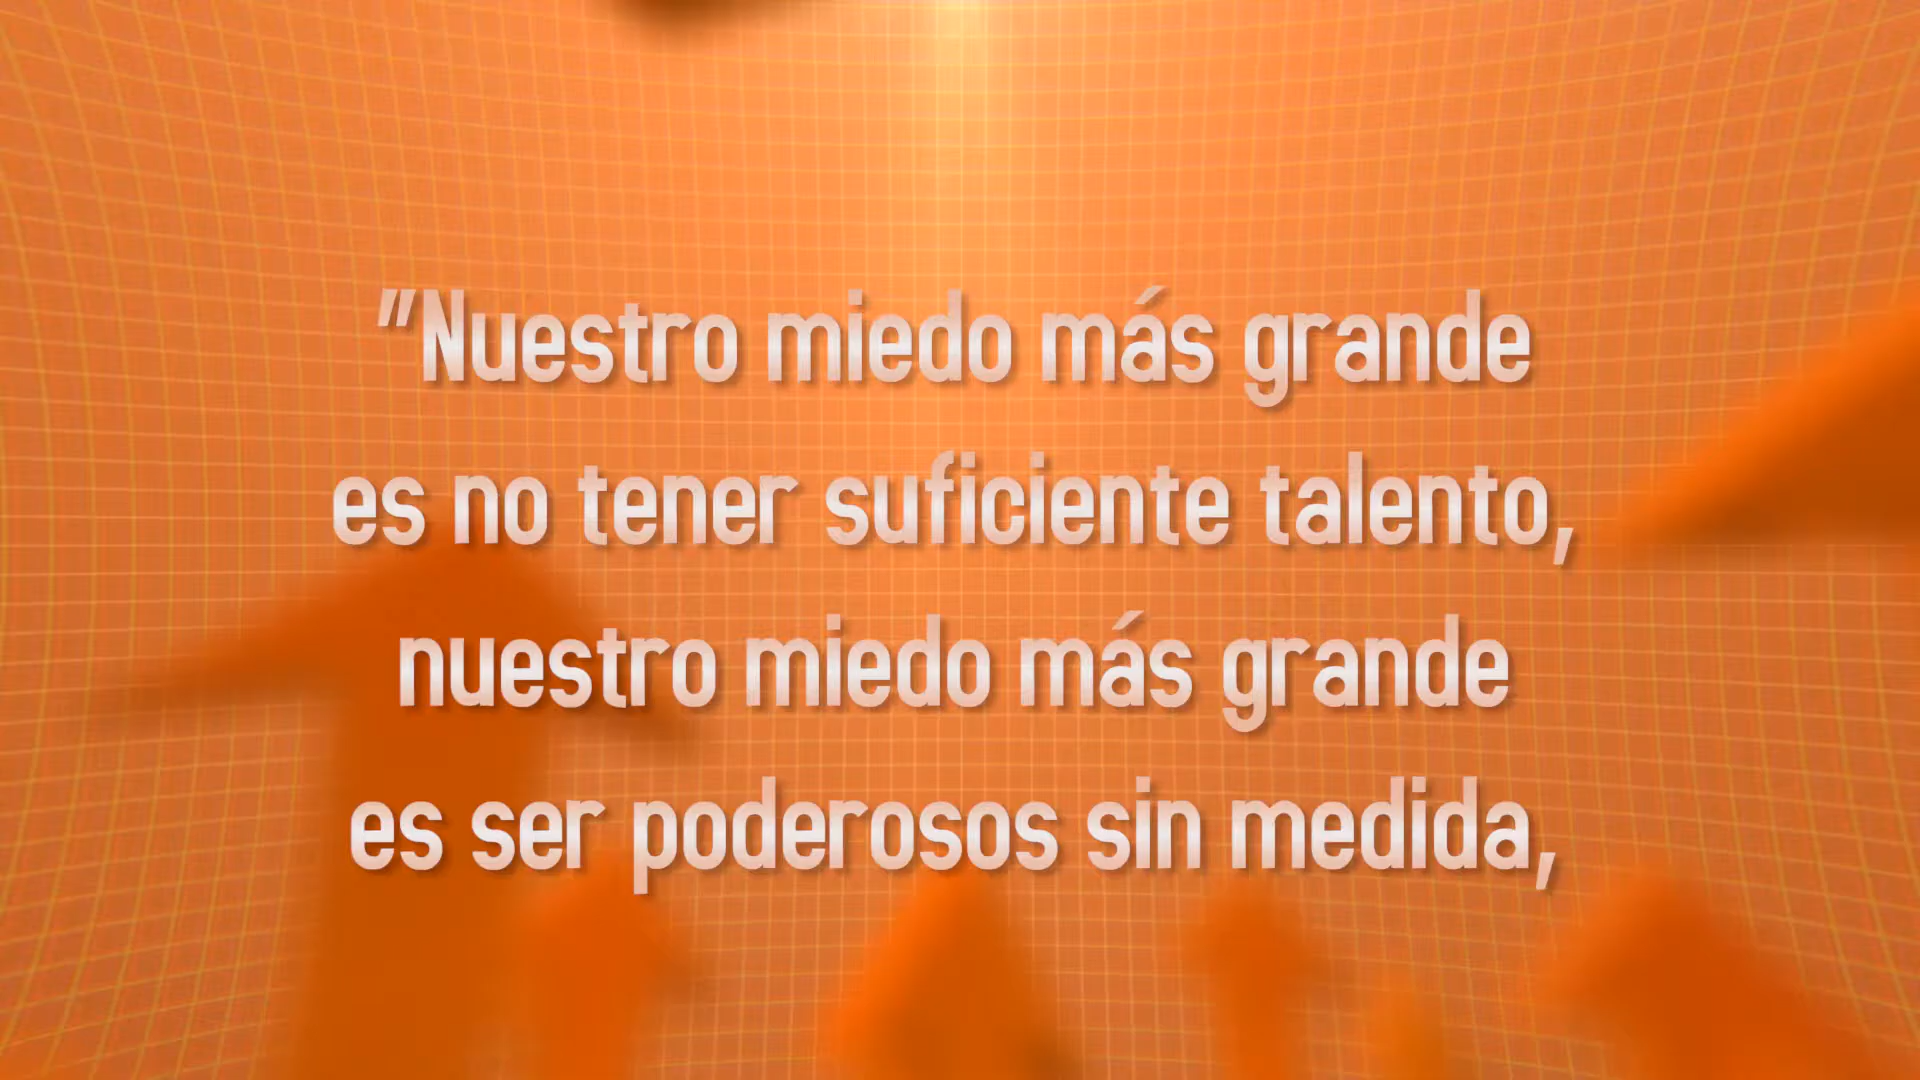 "Nuestro miedo más grande
es no tener suficiente talento,
nuestro miedo más grande
es ser poderosos sin medida,